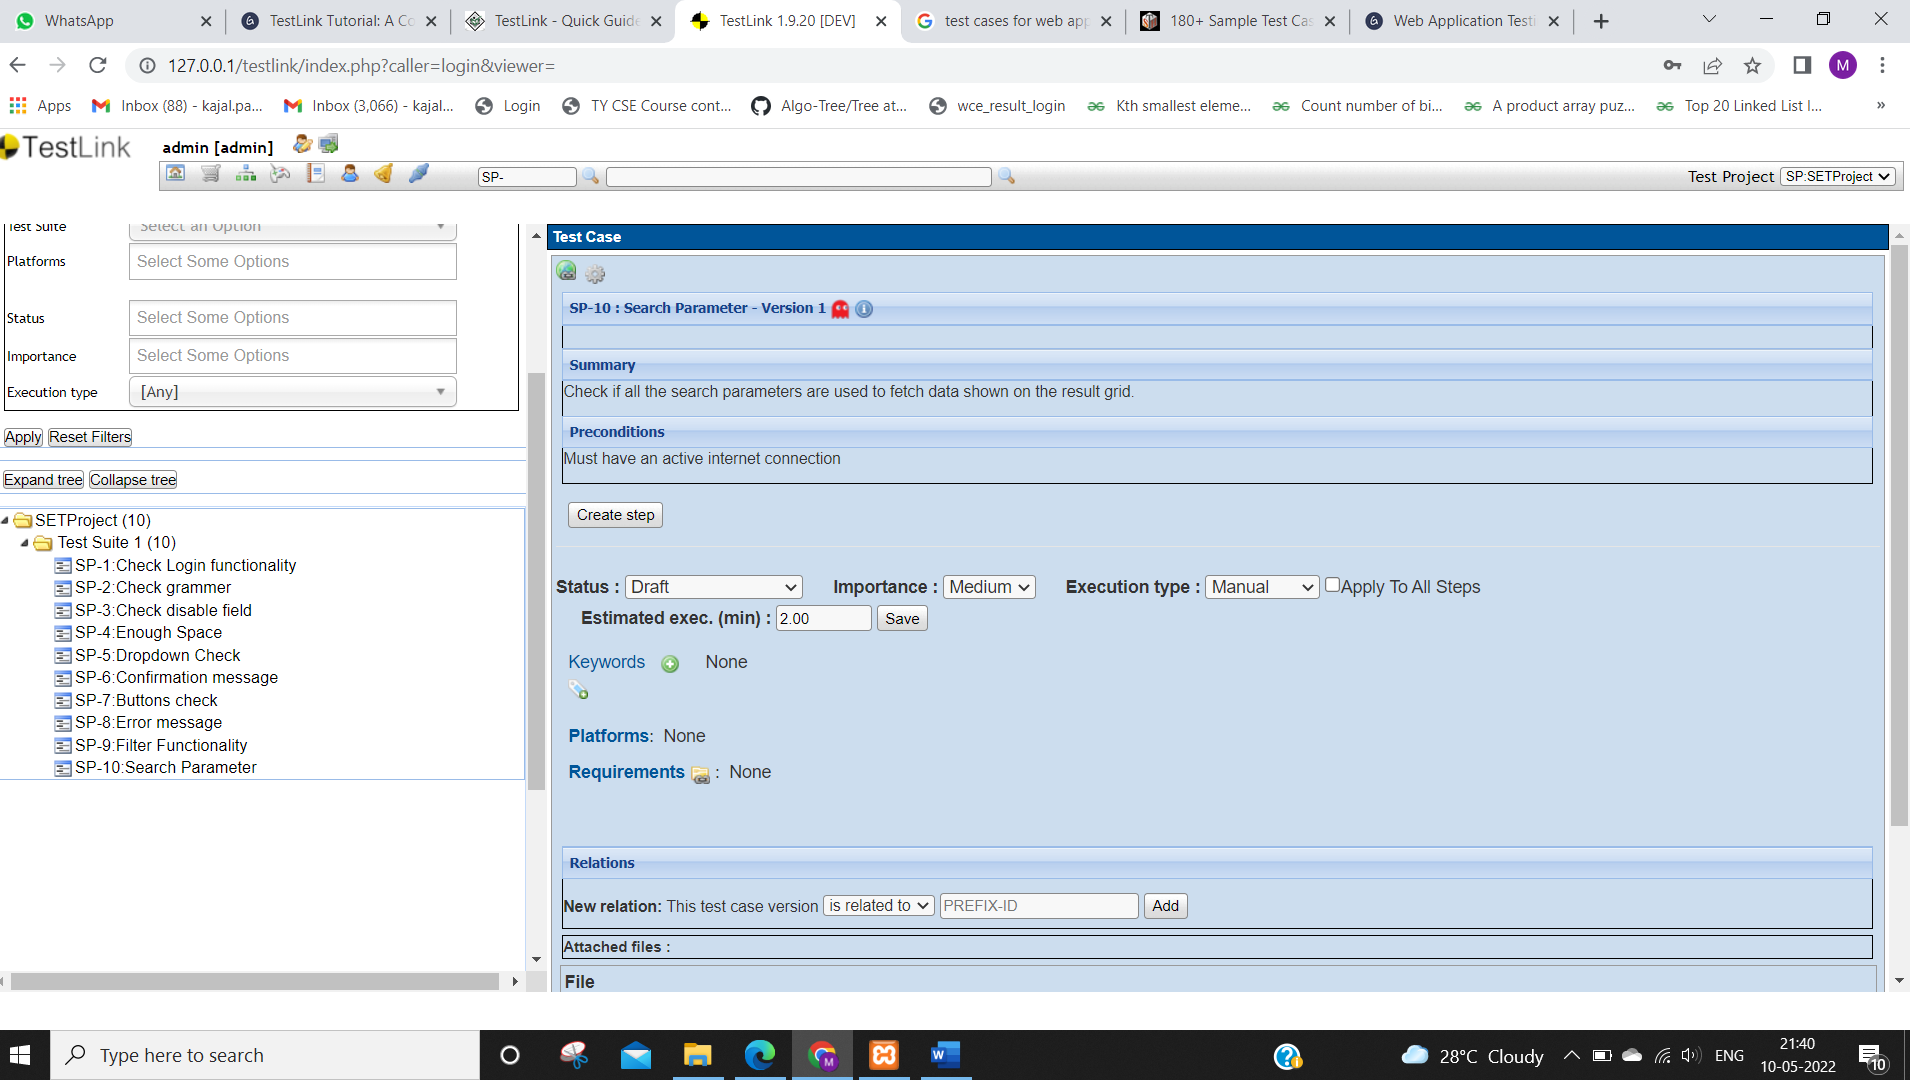 WhatsApp
TestLink Tutorial: A Co
TestLink - Quick Guide
TestLink 1.9.20 [DEV]
test cases for web app
180+ Sample Test Cas
Web Application Testi
127.0.0.1/testlink/index.php?caller=login&viewer=
M
Apps
Inbox (88) - kajal.pa...
Inbox (3,066) - kajal...
Login
TY CSE Course cont...
Algo-Tree/Tree at...
wce_result_login
Kth smallest eleme...
Count number of bi...
A product array puz...
Top 20 Linked List I...
»
TestLink
admin [admin]
SP-
Test Project
SP:SETProject
Test Suite
Select an Option
Platforms
Select Some Options
Status
Select Some Options
Importance
Select Some Options
Execution type
[Any]
Apply
Reset Filters
Expand tree
Collapse tree
SETProject (10)
Test Suite 1 (10)
SP-1:Check Login functionality
SP-2:Check grammer
SP-3:Check disable field
SP-4:Enough Space
SP-5:Dropdown Check
SP-6:Confirmation message
SP-7:Buttons check
SP-8:Error message
SP-9:Filter Functionality
SP-10:Search Parameter
Test Case
SP-10 : Search Parameter - Version 1
Summary
Check if all the search parameters are used to fetch data shown on the result grid.
Preconditions
Must have an active internet connection
Create step
Status : Draft
Importance : Medium
Execution type : Manual
Apply To All Steps
Estimated exec. (min) : 2.00
Save
Keywords
None
Platforms: None
Requirements : None
Relations
New relation: This test case version is related to PREFIX-ID Add
Attached files :
File
Type here to search
M
W
28°C Cloudy
ENG
21:40
10-05-2022
10